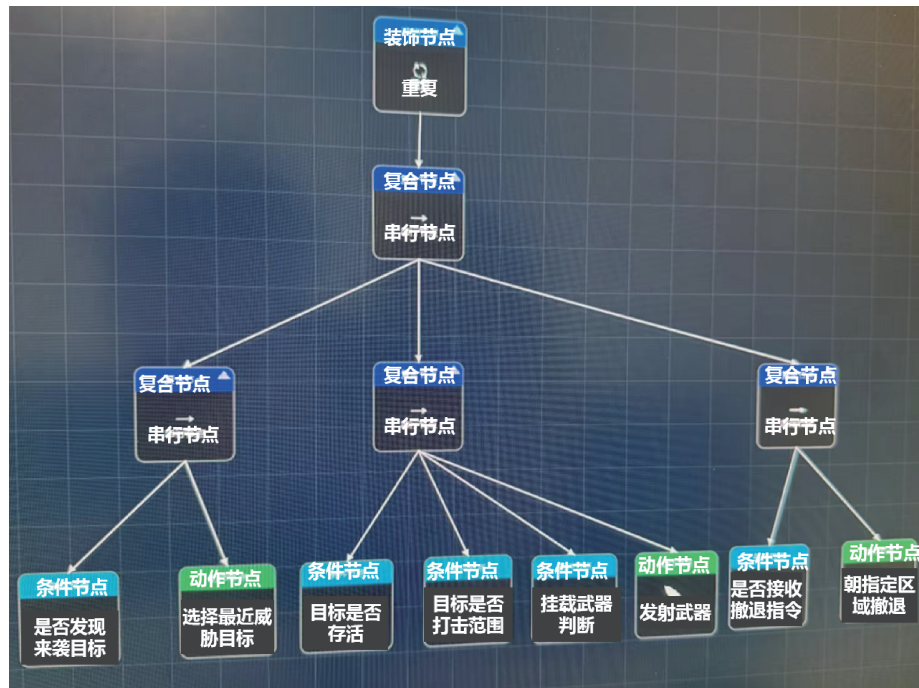 装饰节点
重复
复合节点
串行节点
复合节点
串行节点
复合节点
串行节点
复合节点
串行节点
条件节点
是否发现
来袭目标
动作节点
选择最近威
胁目标
条件节点
目标是否
存活
条件节点
目标是否
打击范围
条件节点
挂载武器
判断
动作节点
发射武器
条件节点
是否接收
撤退指令
动作节点
朝指定区
域撤退